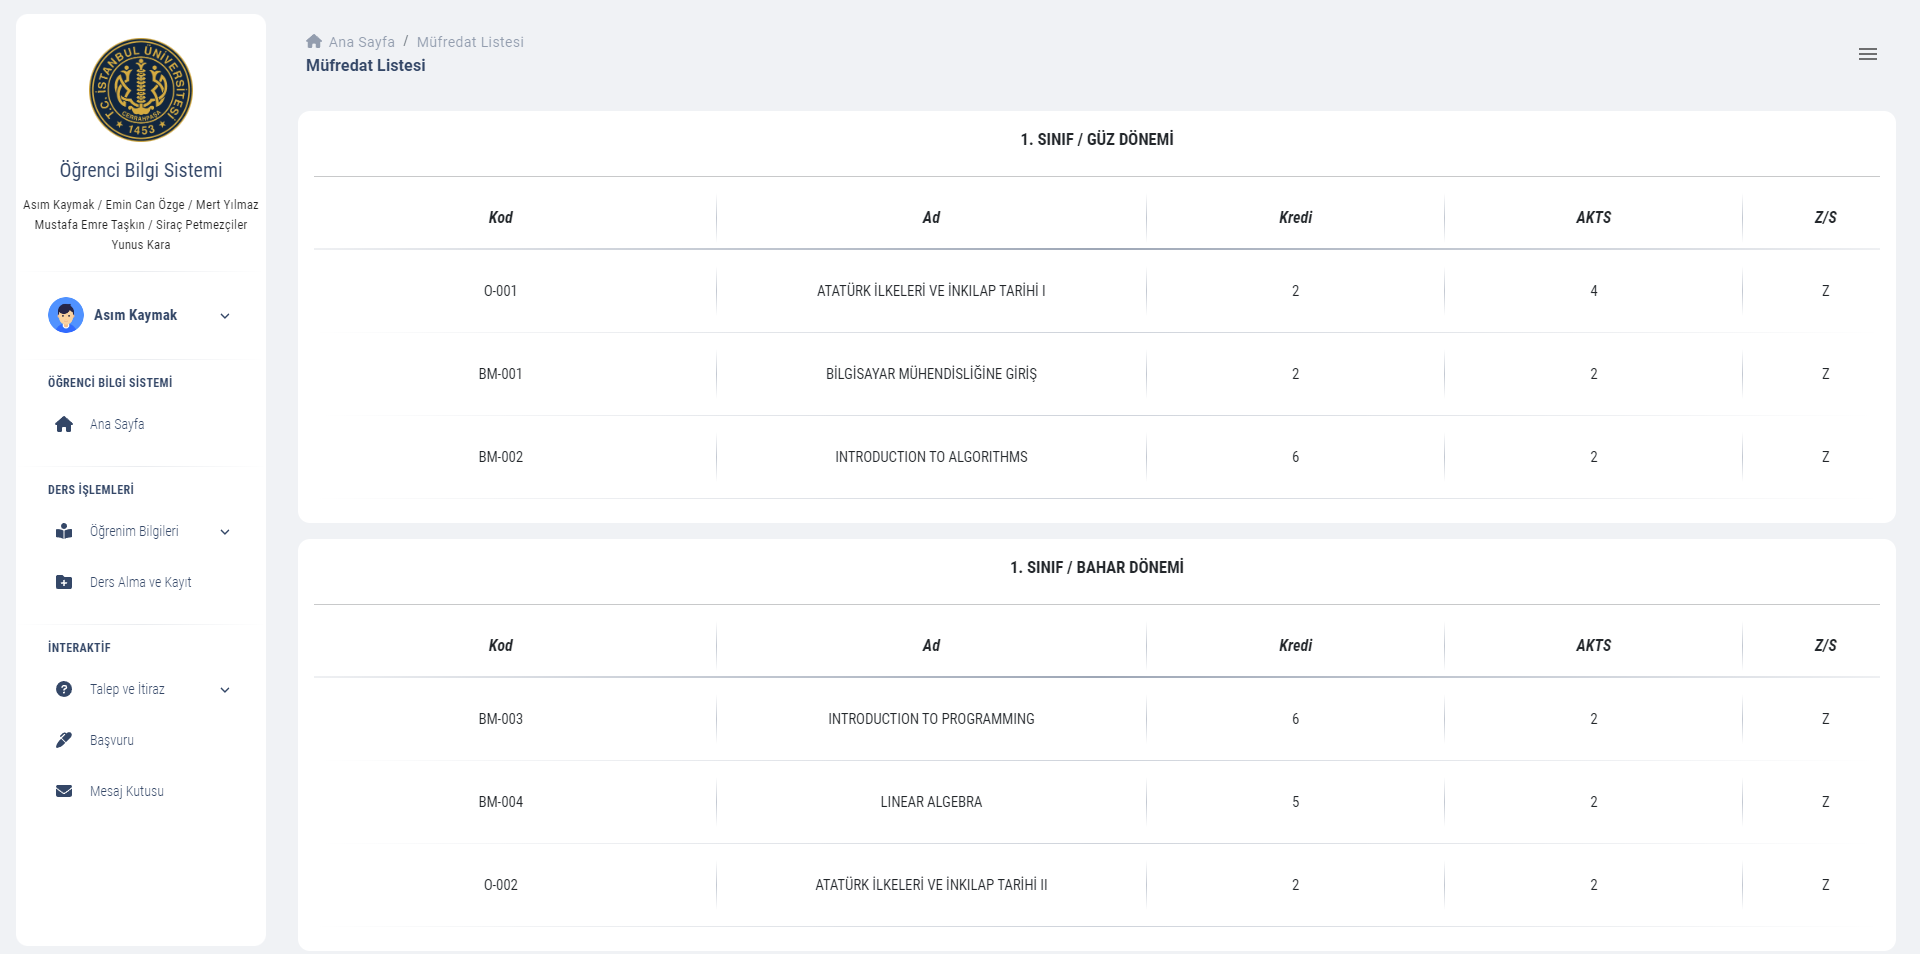 T.C. İSTANBUL ÜNİVERSİTESİ
CERRAHPAŞA
1453
Öğrenci Bilgi Sistemi
Asım Kaymak / Emin Can Özge / Mert Yılmaz
Mustafa Emre Taşkın / Siraç Petmezçiler
Yunus Kara
Asım Kaymak
ÖĞRENCİ BİLGİ SİSTEMİ
Ana Sayfa
DERS İŞLEMLERİ
Öğrenim Bilgileri
Ders Alma ve Kayıt
İNTERAKTİF
Talep ve İtiraz
Başvuru
Mesaj Kutusu
Ana Sayfa / Müfredat Listesi
Müfredat Listesi
1. SINIF / GÜZ DÖNEMİ
Kod Ad Kredi AKTS Z/S
O-001 ATATÜRK İLKELERİ VE İNKILAP TARİHİ I 2 4 Z
BM-001 BİLGİSAYAR MÜHENDİSLİĞİNE GİRİŞ 2 2 Z
BM-002 INTRODUCTION TO ALGORITHMS 6 2 Z
1. SINIF / BAHAR DÖNEMİ
Kod Ad Kredi AKTS Z/S
BM-003 INTRODUCTION TO PROGRAMMING 6 2 Z
BM-004 LINEAR ALGEBRA 5 2 Z
O-002 ATATÜRK İLKELERİ VE İNKILAP TARİHİ II 2 2 Z